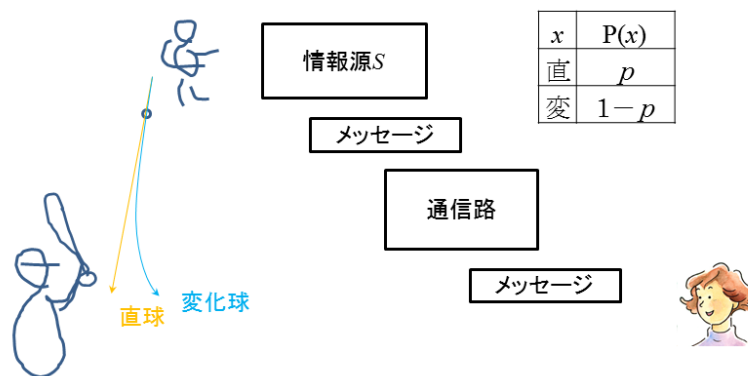 情報源S
メッセージ
通信路
メッセージ
x P(x)
直 p
変 1－p
直球
変化球